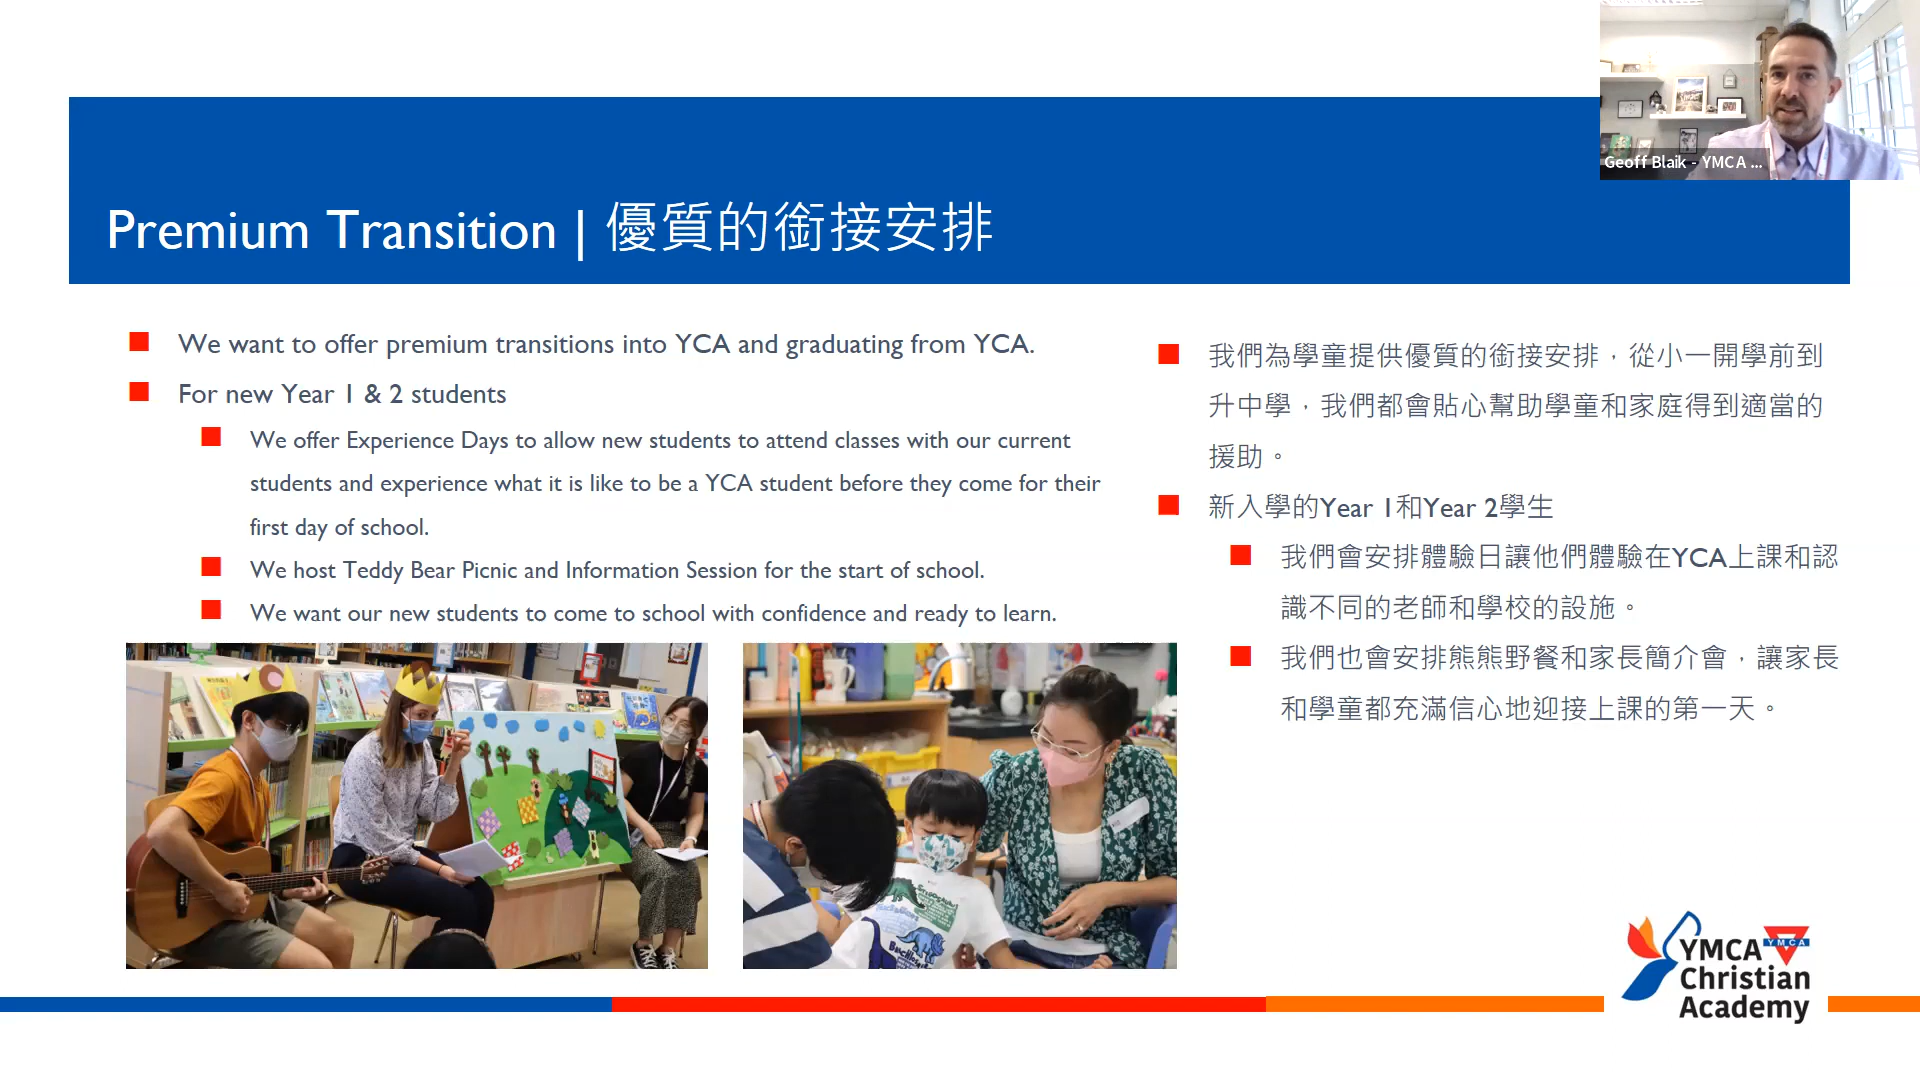 Geoff Blaik - YMCA ...
Premium Transition | 優質的銜接安排
We want to offer premium transitions into YCA and graduating from YCA.
For new Year 1 & 2 students
We offer Experience Days to allow new students to attend classes with our current
students and experience what it is like to be a YCA student before they come for their
first day of school.
We host Teddy Bear Picnic and Information Session for the start of school.
We want our new students to come to school with confidence and ready to learn.
我們為學童提供優質的銜接安排，從小一開學前到
升中學，我們都會貼心幫助學童和家庭得到適當的
援助。
新入學的Year 1和Year 2學生
我們會安排體驗日讓他們體驗在YCA上課和認
識不同的老師和學校的設施。
我們也會安排熊熊野餐和家長簡介會，讓家長
和學童都充滿信心地迎接上課的第一天。
YMCA
YMCA
Christian
Academy